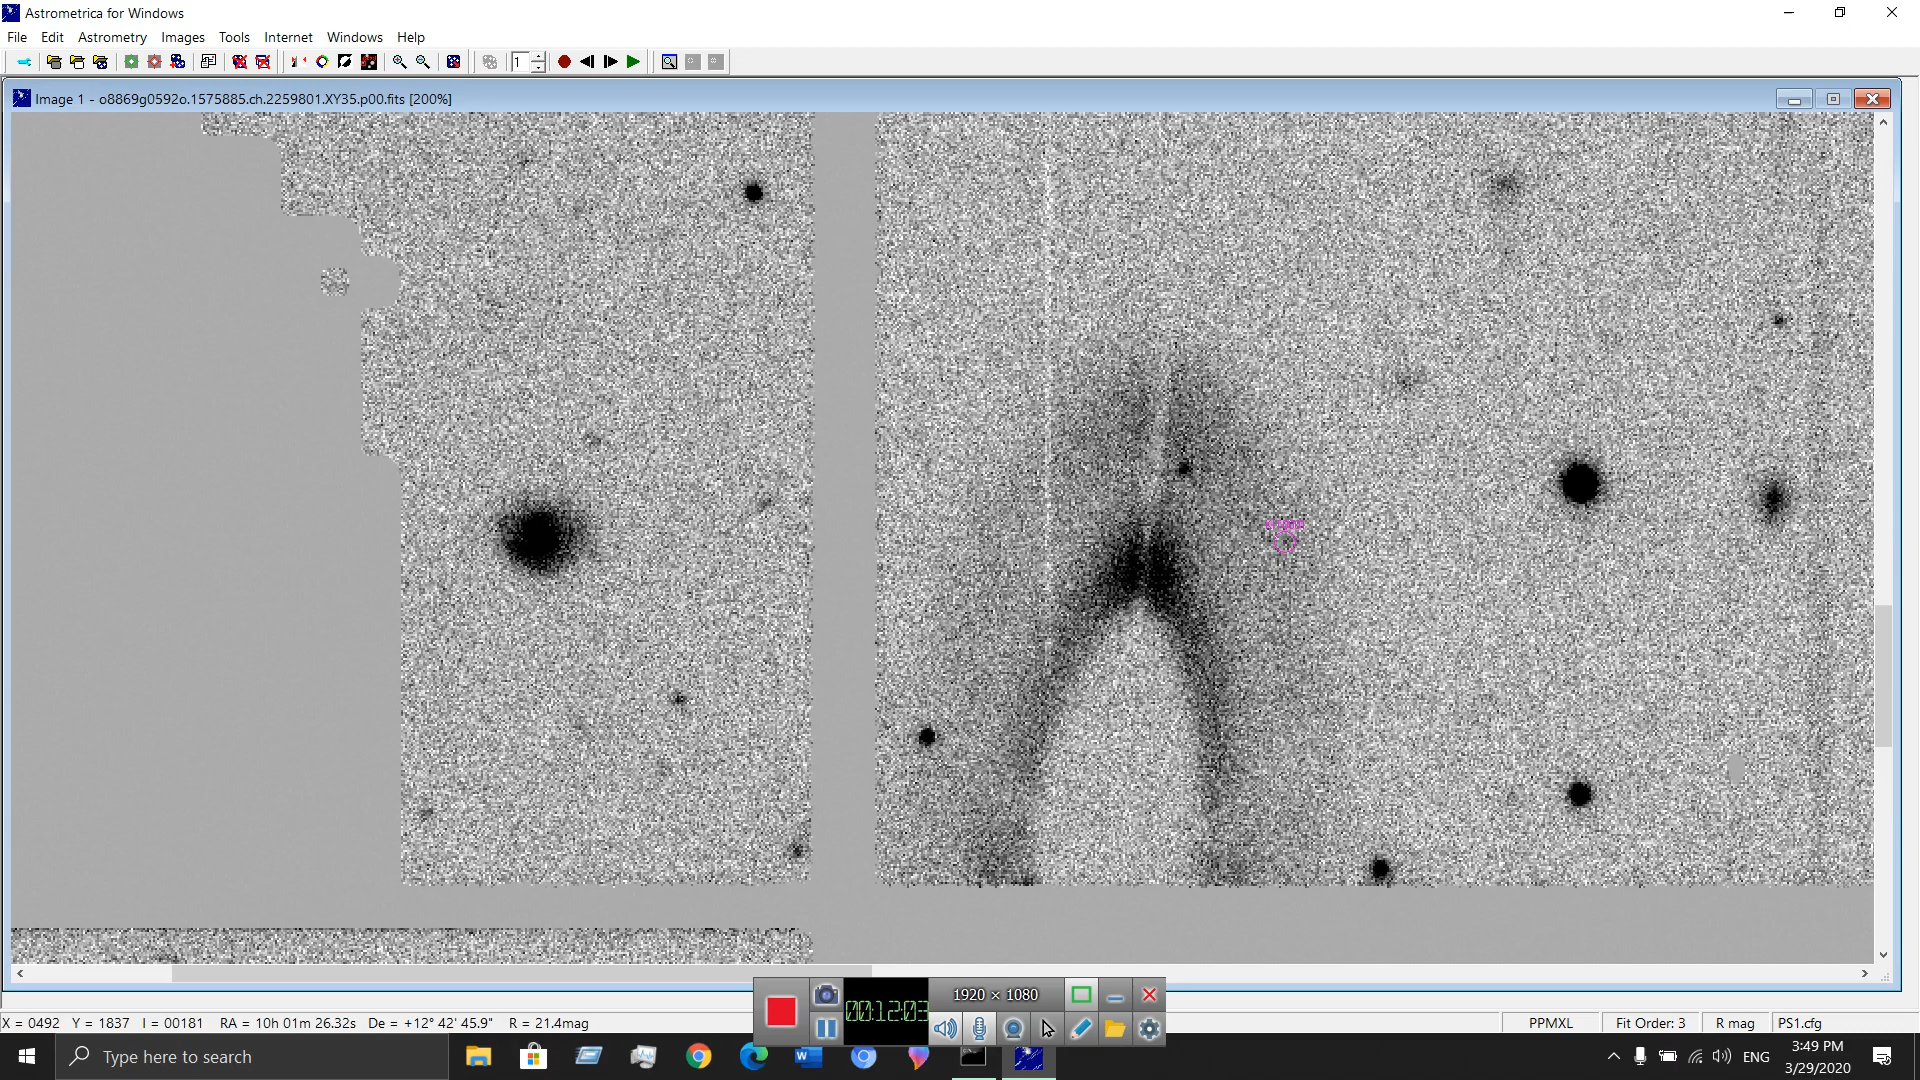 Astrometrica for Windows
File Edit Astrometry Images Tools Internet Windows Help
1
Image 1 - o8869g0592o.1575885.ch.2259801.XY35.p00.fits [200%]
00:12:03
1920 × 1080
X = 0492 Y = 1837 I = 00181 RA = 10h 01m 26.32s De = +12° 42' 45.9" R = 21.4mag
PPMXL Fit Order: 3 R mag PS1.cfg
Type here to search
ENG
3:49 PM
3/29/2020